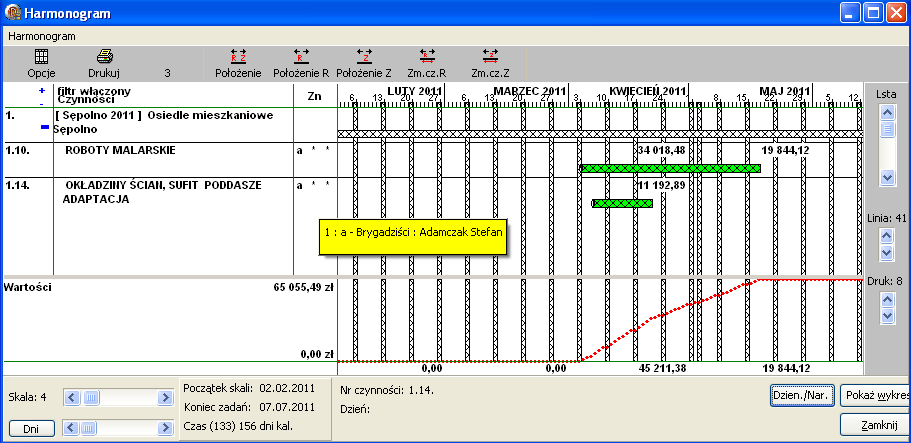 Harmonogram
Harmonogram
Opcje
Drukuj
3
R Z
Położenie
R
Położenie R
Z
Położenie Z
R
Zm.cz.R
Z
Zm.cz.Z
+ filtr włączony
- Czynności
Zn
LUTY 2011 MARZEC 2011 KWIECIEŃ 2011 MAJ 2011
6 13 20 27 6 13 20 27 3 10 17 24 1 8 15 22 5 12
1. [ Sępolno 2011 ] Osiedle mieszkaniowe
Sępolno
1.10. ROBOTY MALARSKIE a * * 34 018,48 19 844,12
1.14. OKŁADZINY ŚCIAN, SUFIT PODDASZE a * * 11 192,89
ADAPTACJA
1 : a - Brygadziści : Adamczak Stefan
Lsta
Linia: 41
Druk: 8
Wartości 65 055,49 zł
0,00 zł
0,00 0,00 45 211,38 19 844,12
Skala: 4
Dni
Początek skali: 02.02.2011
Koniec zadań: 07.07.2011
Czas (133) 156 dni kal.
Nr czynności: 1.14.
Dzień:
Dzien./Nar.
Pokaż wykres
Zamknij